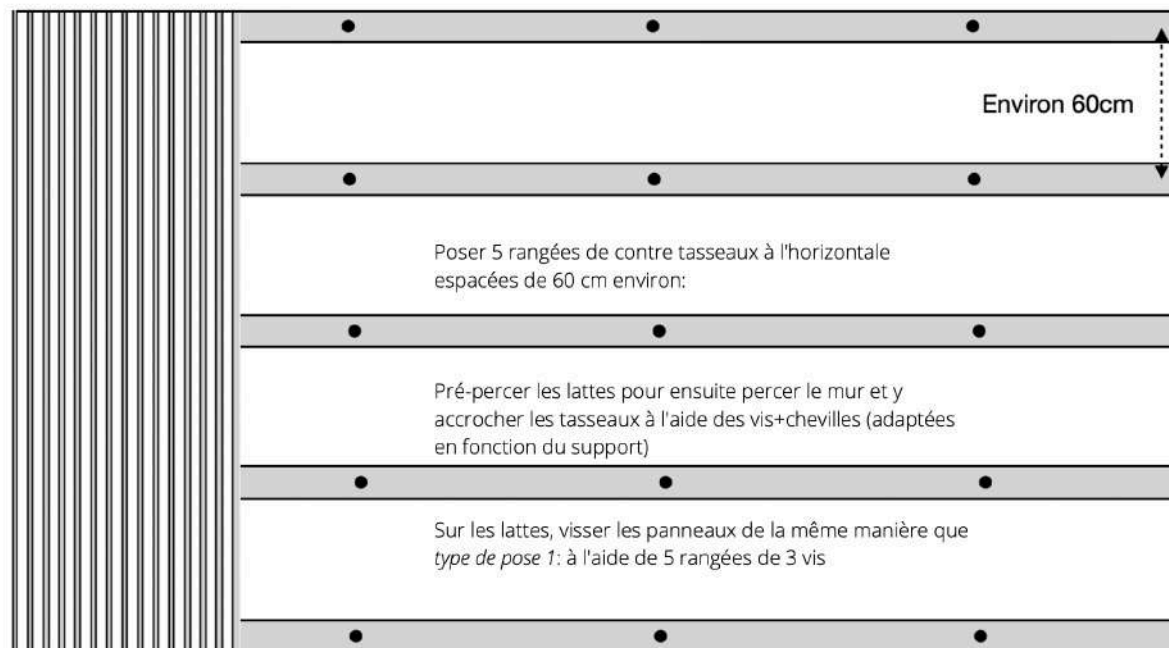 Environ 60cm
Poser 5 rangées de contre tasseaux à l'horizontale
espacées de 60 cm environ:
Pré-percer les lattes pour ensuite percer le mur et y
accrocher les tasseaux à l'aide des vis+chevilles (adaptées
en fonction du support)
Sur les lattes, visser les panneaux de la même manière que
type de pose 1: à l'aide de 5 rangées de 3 vis